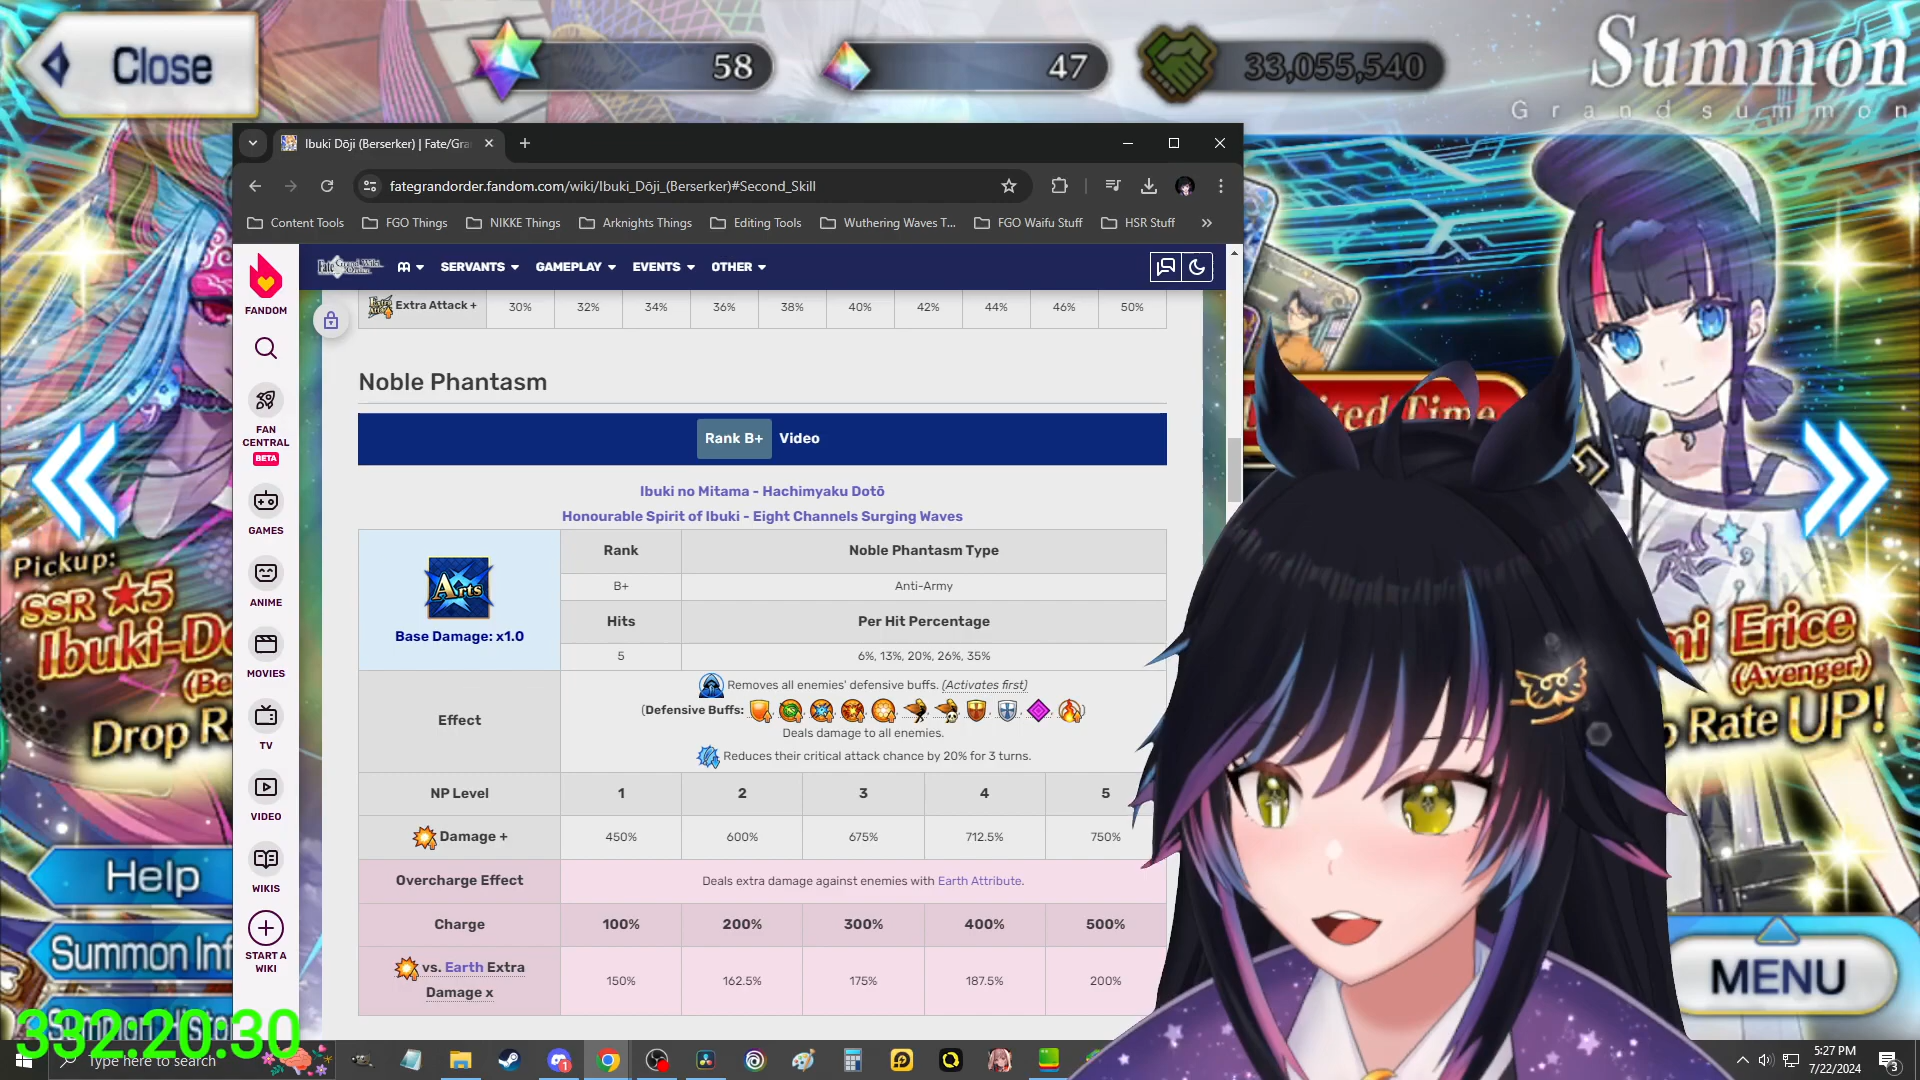 Close
58
47
33,055,540
Summon
Grand summon
Ibuki Dōji (Berserker) | Fate/Gra
fategrandorder.fandom.com/wiki/Ibuki_Dōji_(Berserker)#Second_Skill
Content Tools
FGO Things
NIKKE Things
Arknights Things
Editing Tools
Wuthering Waves T...
FGO Waifu Stuff
HSR Stuff
FANDOM
FAN CENTRAL
BETA
GAMES
ANIME
MOVIES
TV
VIDEO
WIKIS
START A WIKI
SERVANTS
GAMEPLAY
EVENTS
OTHER
Extra Attack + 30% 32% 34% 36% 38% 40% 42% 44% 46% 50%
Noble Phantasm
Rank B+ Video
Ibuki no Mitama - Hachimyaku Dotō
Honourable Spirit of Ibuki - Eight Channels Surging Waves
Arts
Base Damage: x1.0
Rank Noble Phantasm Type
B+ Anti-Army
Hits Per Hit Percentage
5 6%, 13%, 20%, 26%, 35%
Effect
Removes all enemies' defensive buffs. (Activates first)
(Defensive Buffs: )
Deals damage to all enemies.
Reduces their critical attack chance by 20% for 3 turns.
NP Level 1 2 3 4 5
Damage + 450% 600% 675% 712.5% 750%
Overcharge Effect Deals extra damage against enemies with Earth Attribute.
Charge 100% 200% 300% 400% 500%
vs. Earth Extra
Damage x 150% 162.5% 175% 187.5% 200%
Pickup:
SSR ★5
Ibuki-D
(Be
Drop R
Help
Summon Inf
332:20:30
Type here to search
Time
Erice
(Avenger)
Rate UP!
MENU
5:27 PM
7/22/2024
3